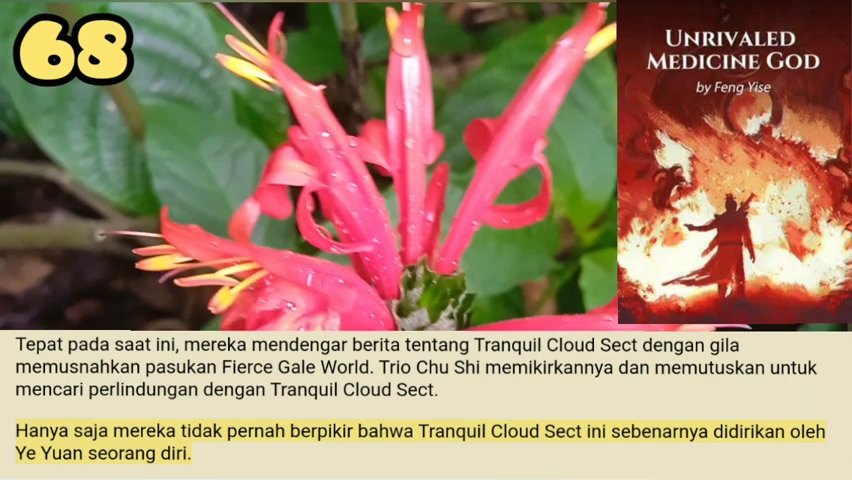 68
UNRIVALED
MEDICINE GOD
by Feng Yise
Tepat pada saat ini, mereka mendengar berita tentang Tranquil Cloud Sect dengan gila
memusnahkan pasukan Fierce Gale World. Trio Chu Shi memikirkannya dan memutuskan untuk
mencari perlindungan dengan Tranquil Cloud Sect.
Hanya saja mereka tidak pernah berpikir bahwa Tranquil Cloud Sect ini sebenarnya didirikan oleh
Ye Yuan seorang diri.